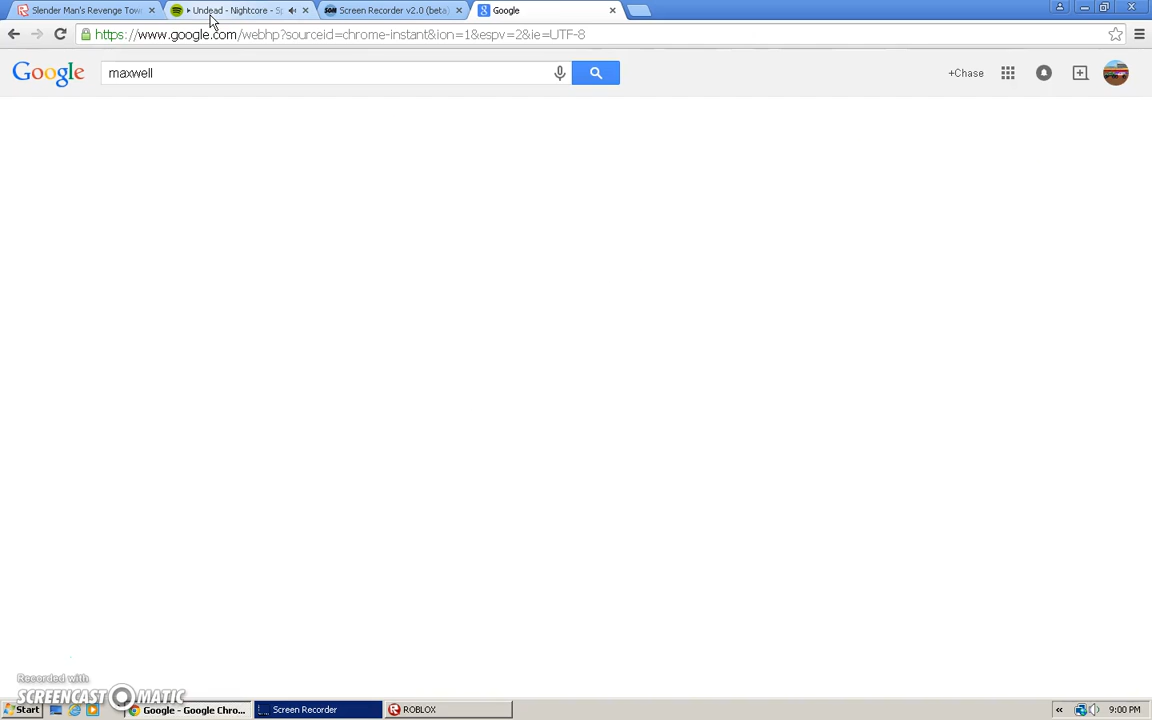 Slender Man's Revenge Tow
Undead - Nightcore - Sp
Screen Recorder v2.0 (beta)
Google
https://www.google.com/webhp?sourceid=chrome-instant&ion=1&espv=2&ie=UTF-8
Google
maxwell
+Chase
Recorded with
SCREENCAST MATIC
Start
Google - Google Chro...
Screen Recorder
ROBLOX
9:00 PM